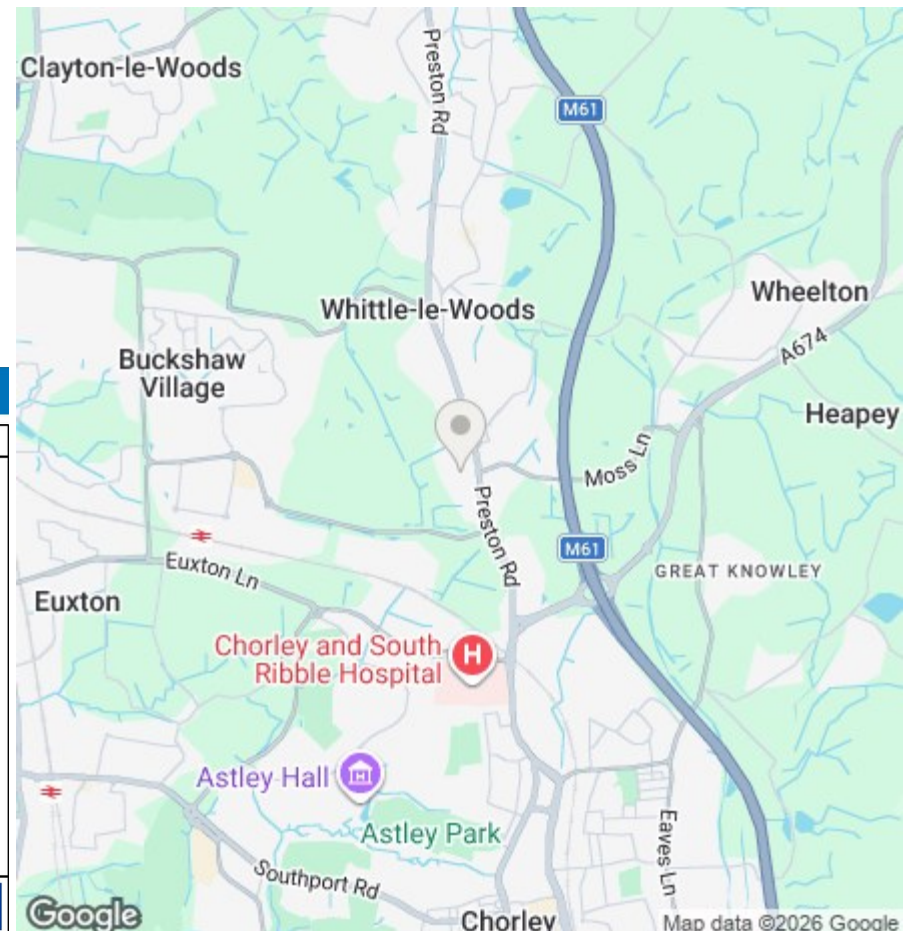 Clayton-le-Woods
Preston Rd
M61
Wheelton
Whittle-le-Woods
A674
Buckshaw
Village
Heapey
Moss Ln
Preston Rd
M61
Euxton Ln
GREAT KNOWLEY
Euxton
Chorley and South
Ribble Hospital
H
Astley Hall
Astley Park
Eaves Ln
Southport Rd
Chorley
Google
Map data ©2026 Google